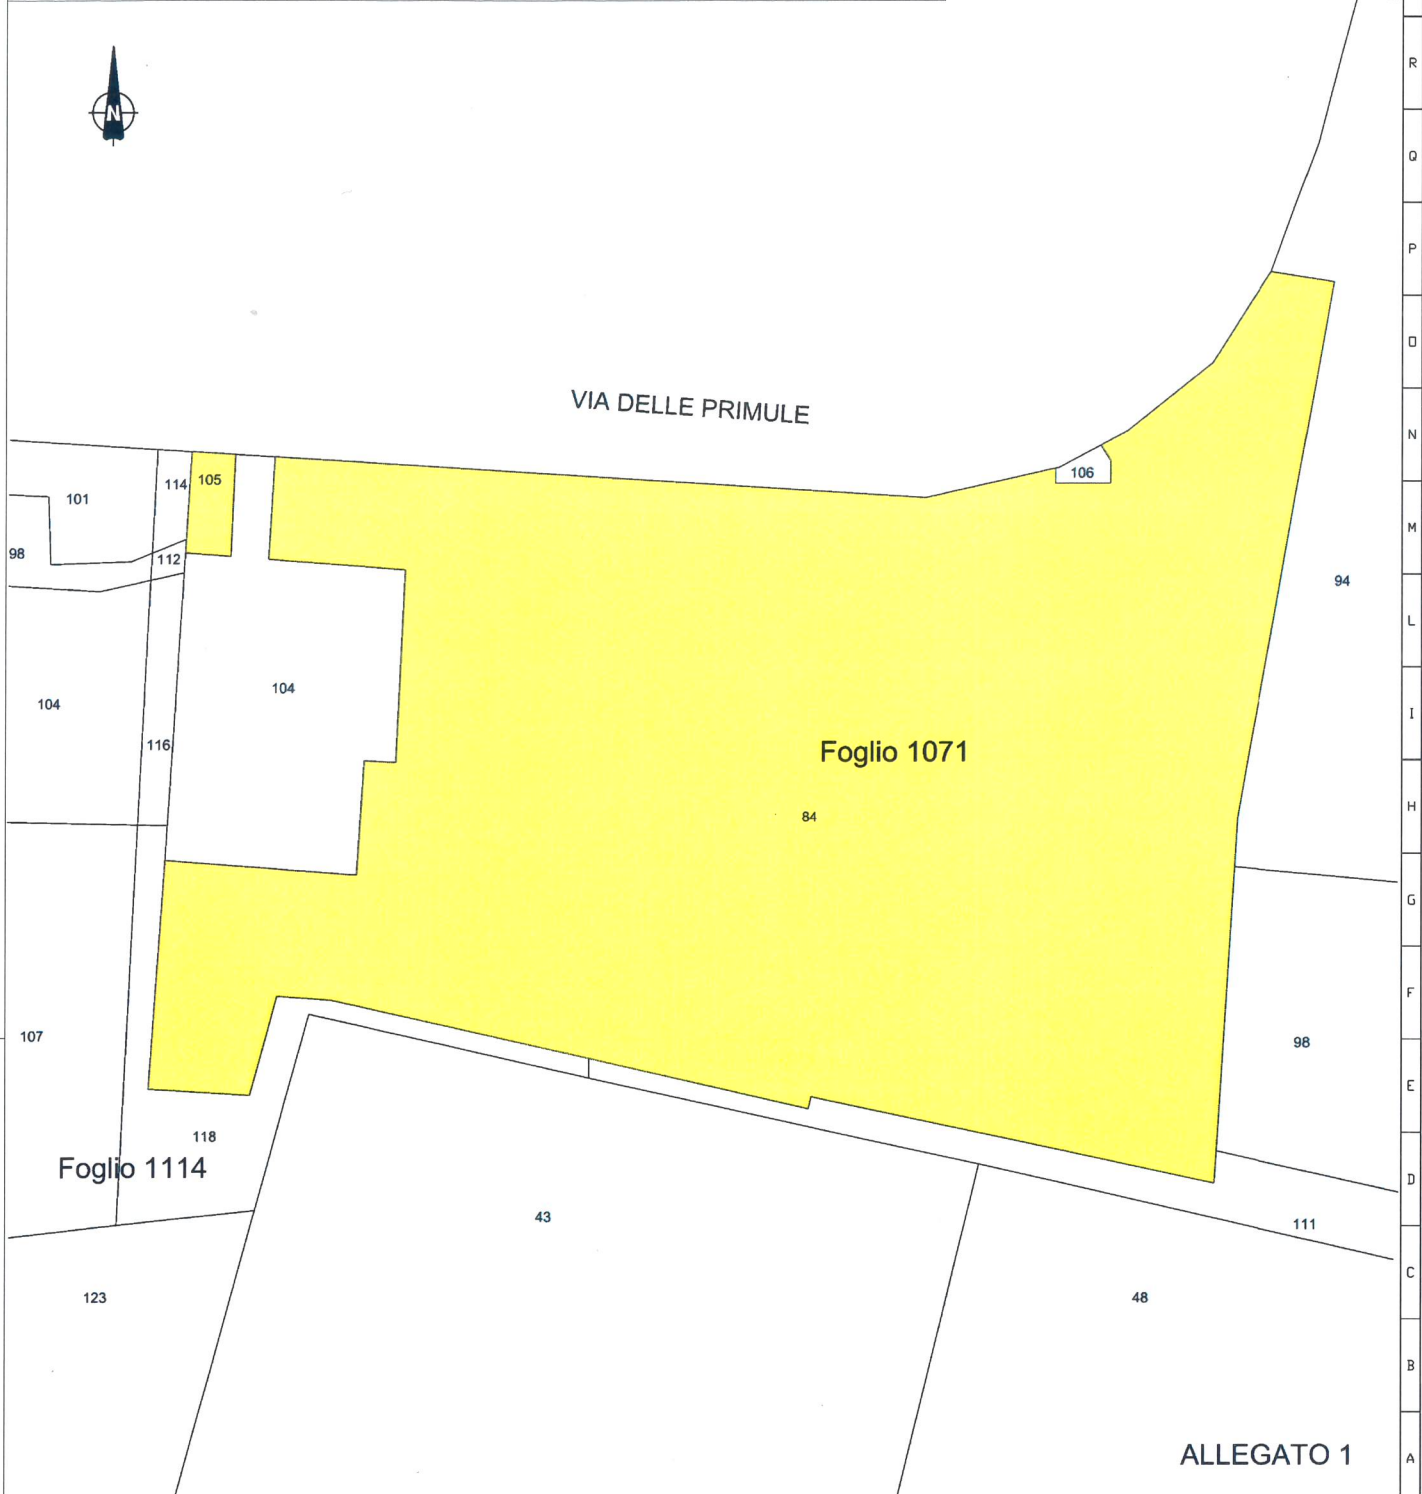 N
R
Q
P
O
N
M
L
I
H
G
F
E
D
C
B
A
VIA DELLE PRIMULE
106
114
105
101
98
112
94
104
104
116
Foglio 1071
84
107
98
118
Foglio 1114
43
111
123
48
ALLEGATO 1